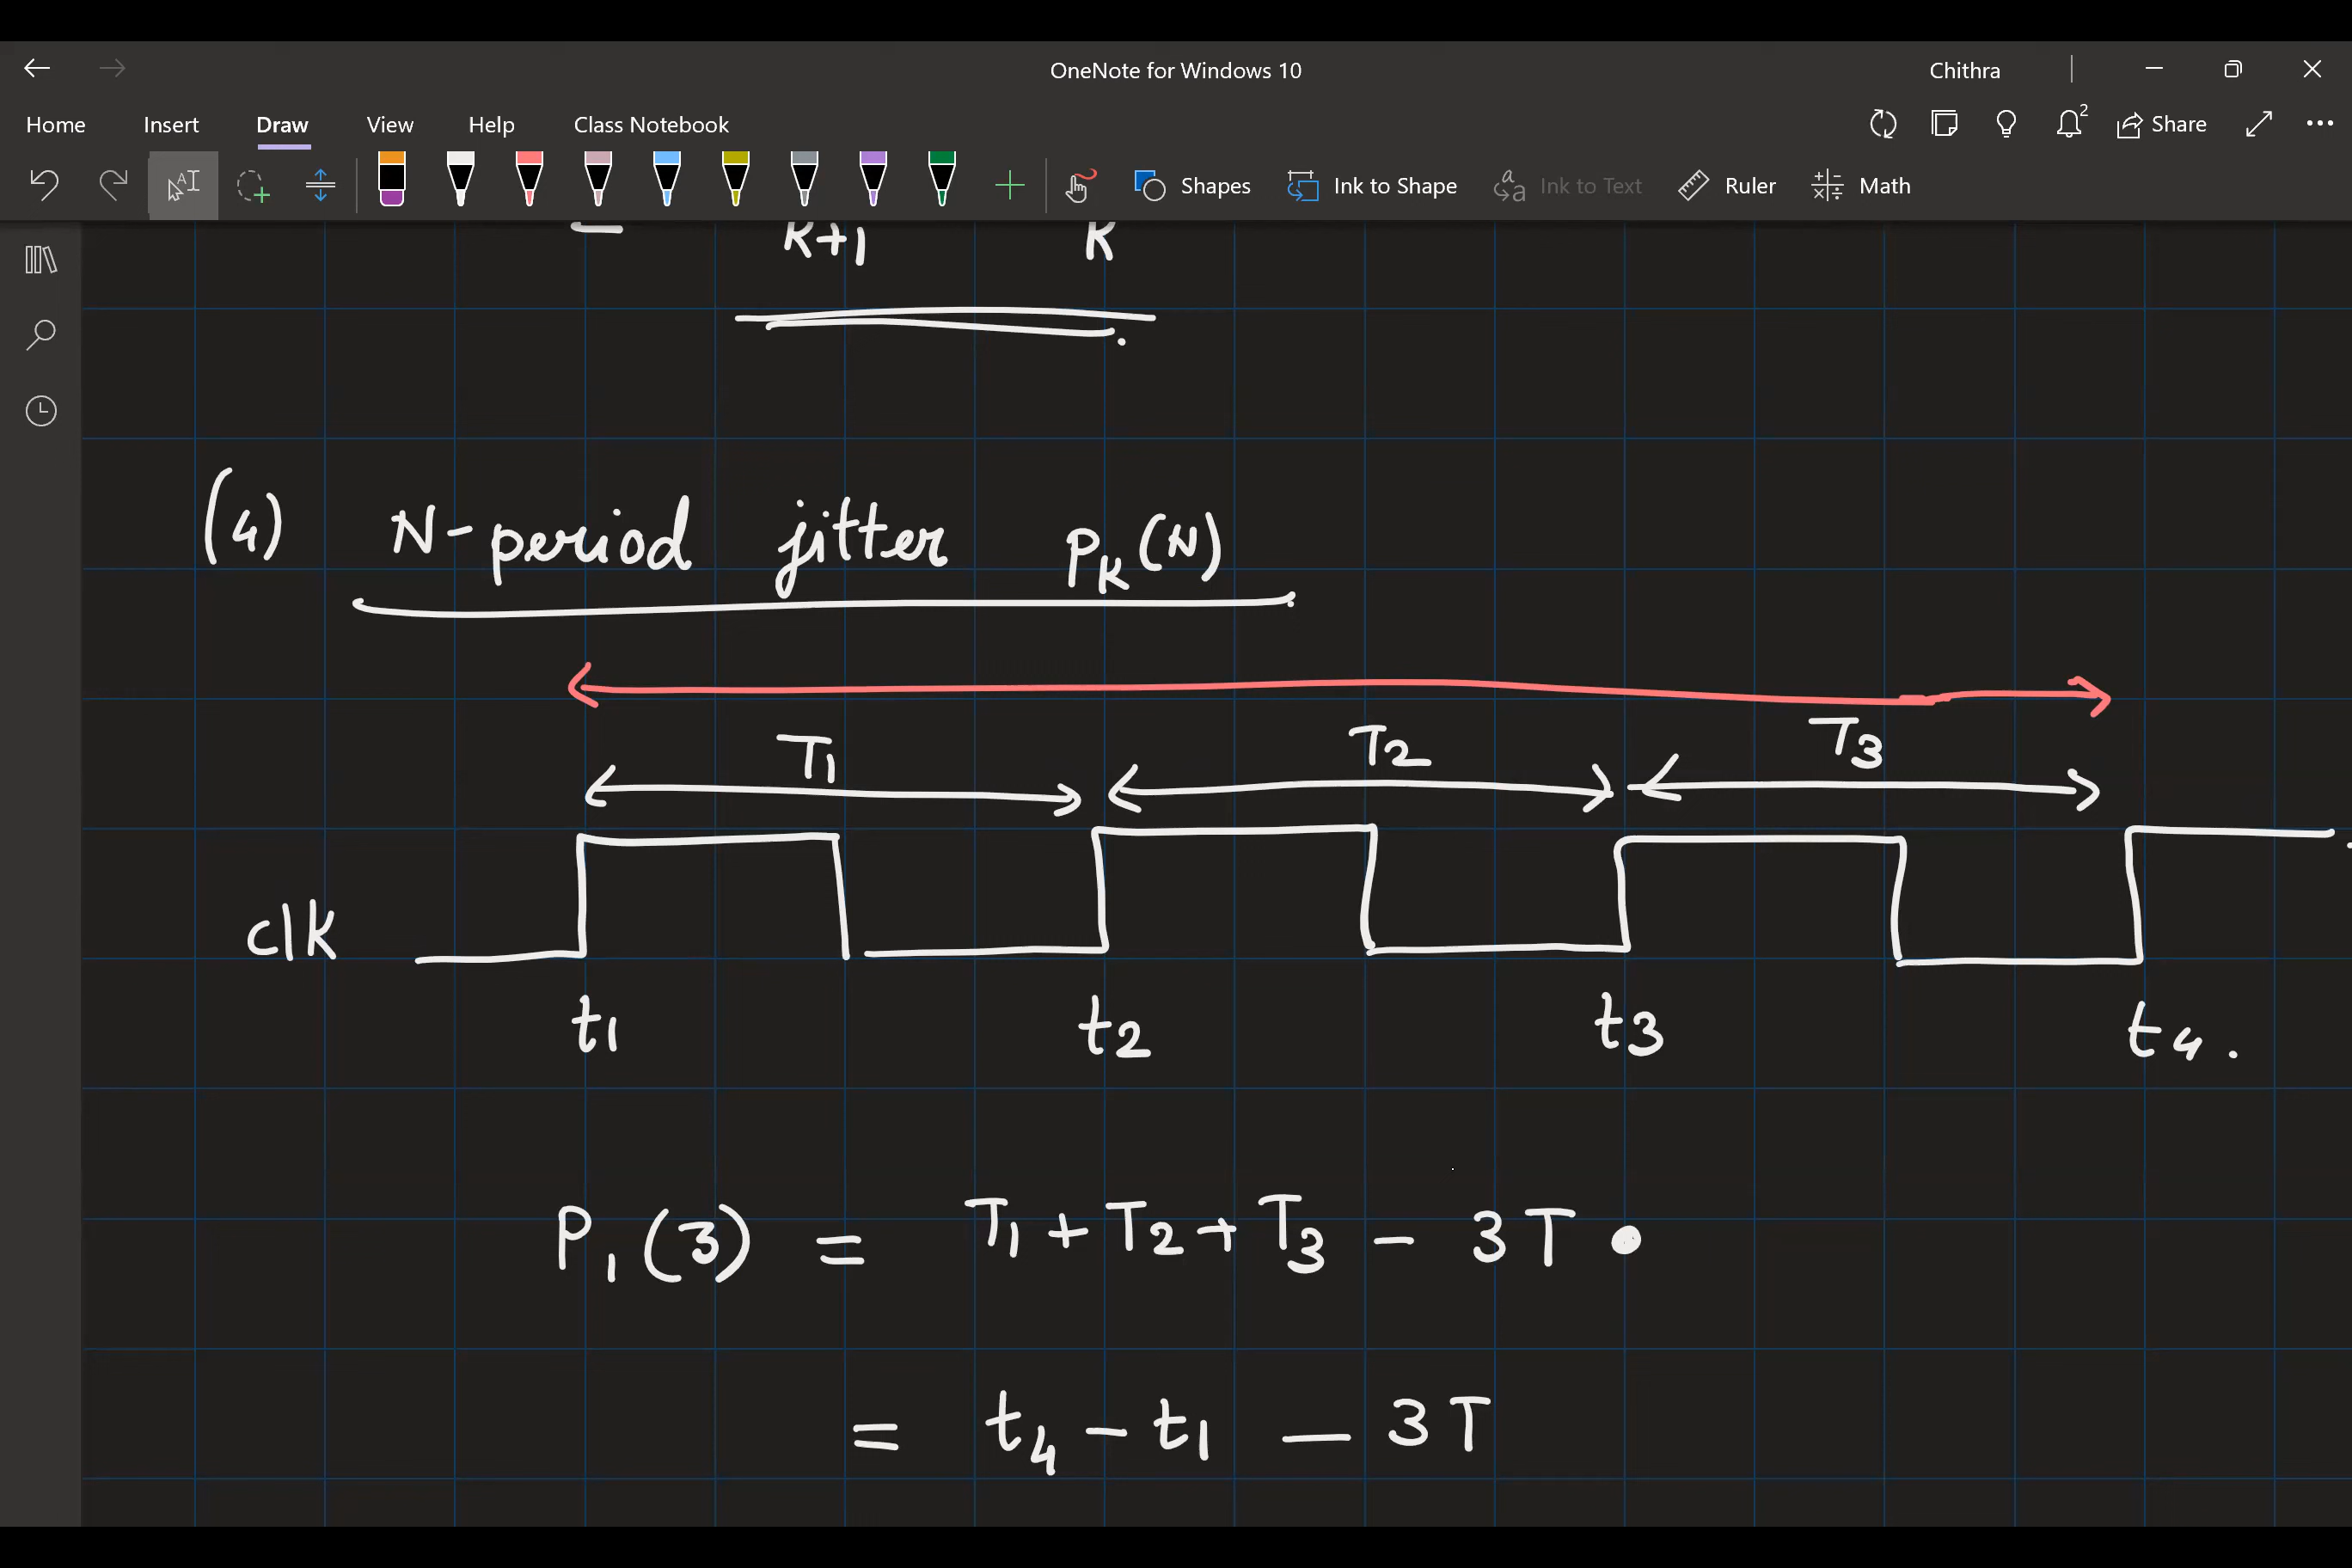 OneNote for Windows 10
Chithra
Home Insert Draw View Help Class Notebook
2 Share
Shapes Ink to Shape Ink to Text Ruler Math
K+1 K
(4) N-period jitter PK(N)
T1 T2 T3
clk
t1 t2 t3 t4.
P1(3) = T1 + T2 + T3 - 3T
= t4 - t1 - 3T